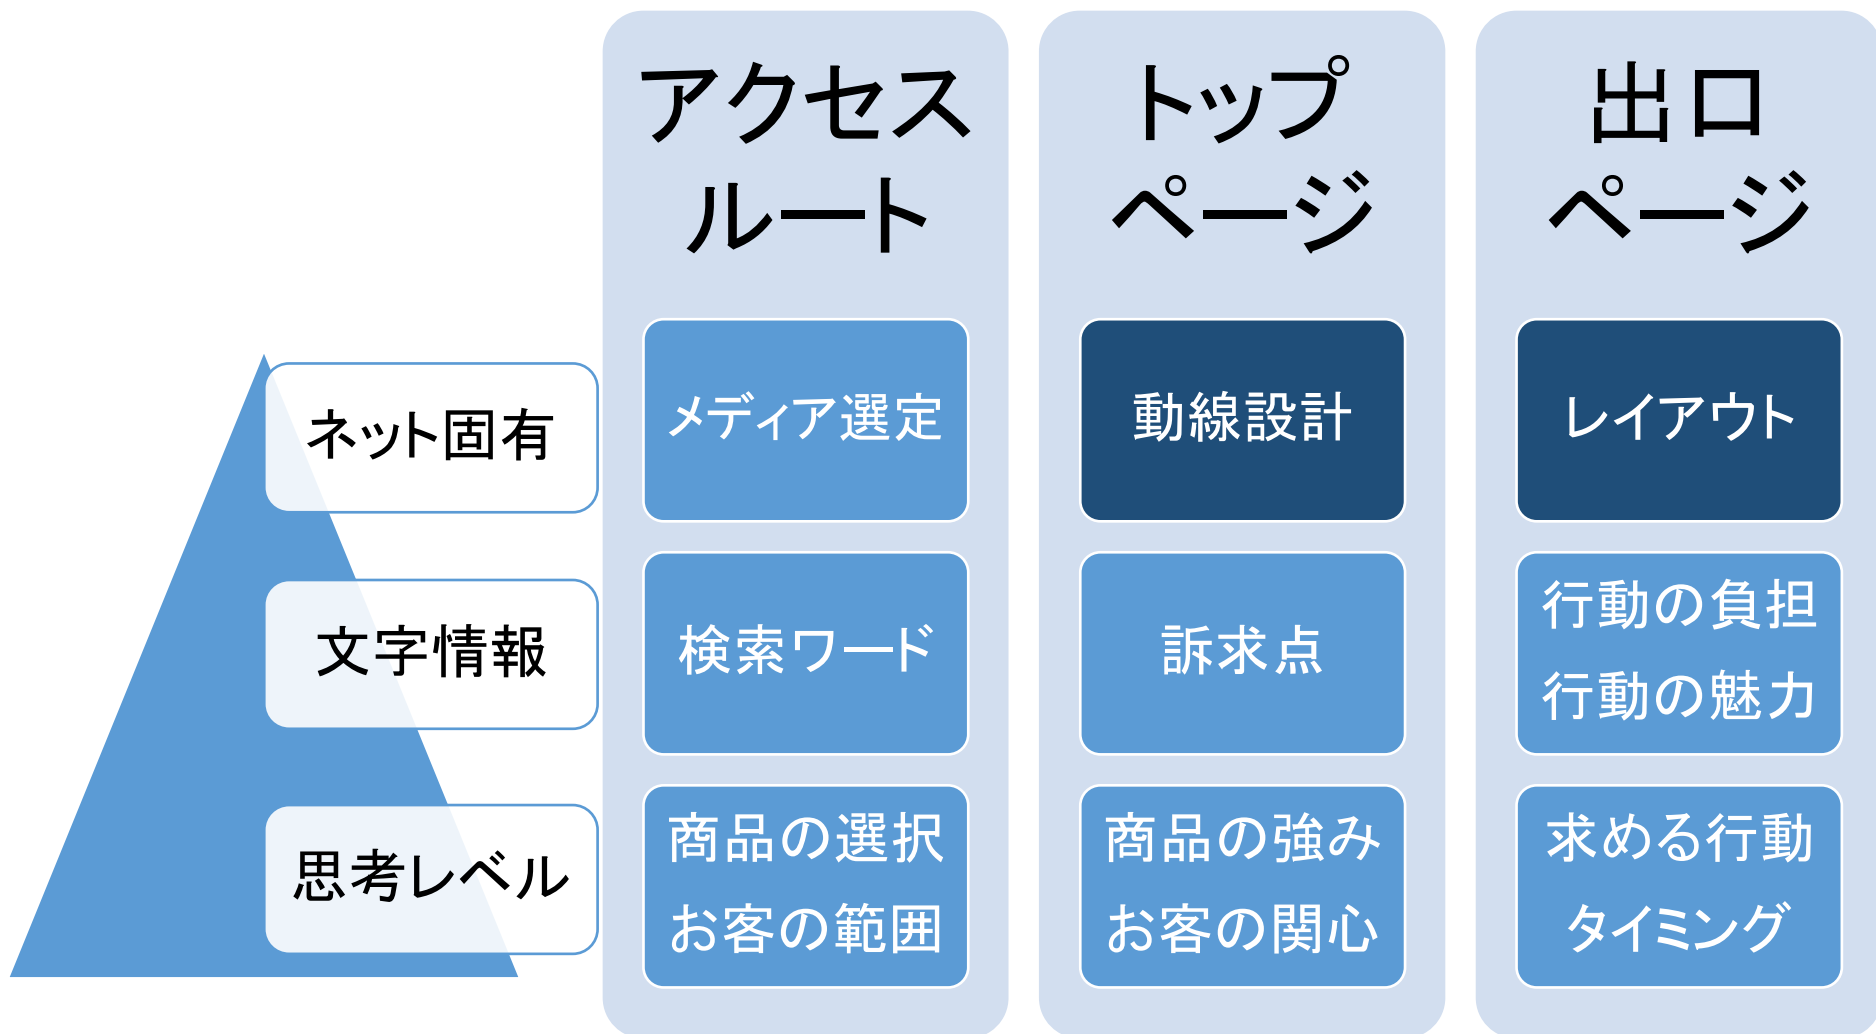 アクセス
ルート
トップ
ページ
出口
ページ
ネット固有
メディア選定
動線設計
レイアウト
文字情報
検索ワード
訴求点
行動の負担
行動の魅力
思考レベル
商品の選択
お客の範囲
商品の強み
お客の関心
求める行動
タイミング